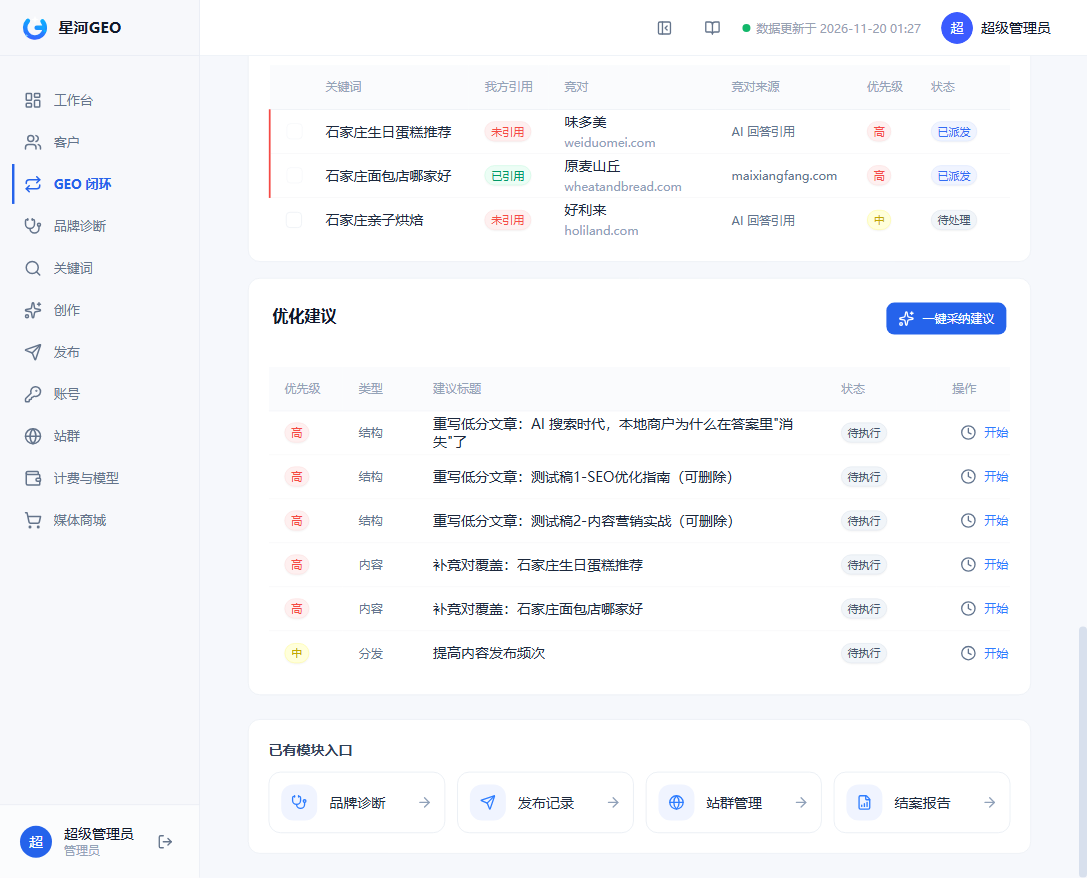 星河GEO
数据更新于 2026-11-20 01:27
超
超级管理员
工作台
客户
GEO 闭环
品牌诊断
关键词
创作
发布
账号
站群
计费与模型
媒体商城
超
超级管理员
管理员
关键词 我方引用 竞对 竞对来源 优先级 状态
石家庄生日蛋糕推荐 未引用 味多美 AI 回答引用 高 已派发
weiduomei.com
石家庄面包店哪家好 已引用 原麦山丘 maixiangfang.com 高 已派发
wheatandbread.com
石家庄亲子烘焙 未引用 好利来 AI 回答引用 中 待处理
holiland.com
优化建议
一键采纳建议
优先级 类型 建议标题 状态 操作
高 结构 重写低分文章：AI 搜索时代，本地商户为什么在答案里"消 待执行 开始
失"了
高 结构 重写低分文章：测试稿1-SEO优化指南（可删除） 待执行 开始
高 结构 重写低分文章：测试稿2-内容营销实战（可删除） 待执行 开始
高 内容 补竞对覆盖：石家庄生日蛋糕推荐 待执行 开始
高 内容 补竞对覆盖：石家庄面包店哪家好 待执行 开始
中 分发 提高内容发布频次 待执行 开始
已有模块入口
品牌诊断 发布记录 站群管理 结案报告